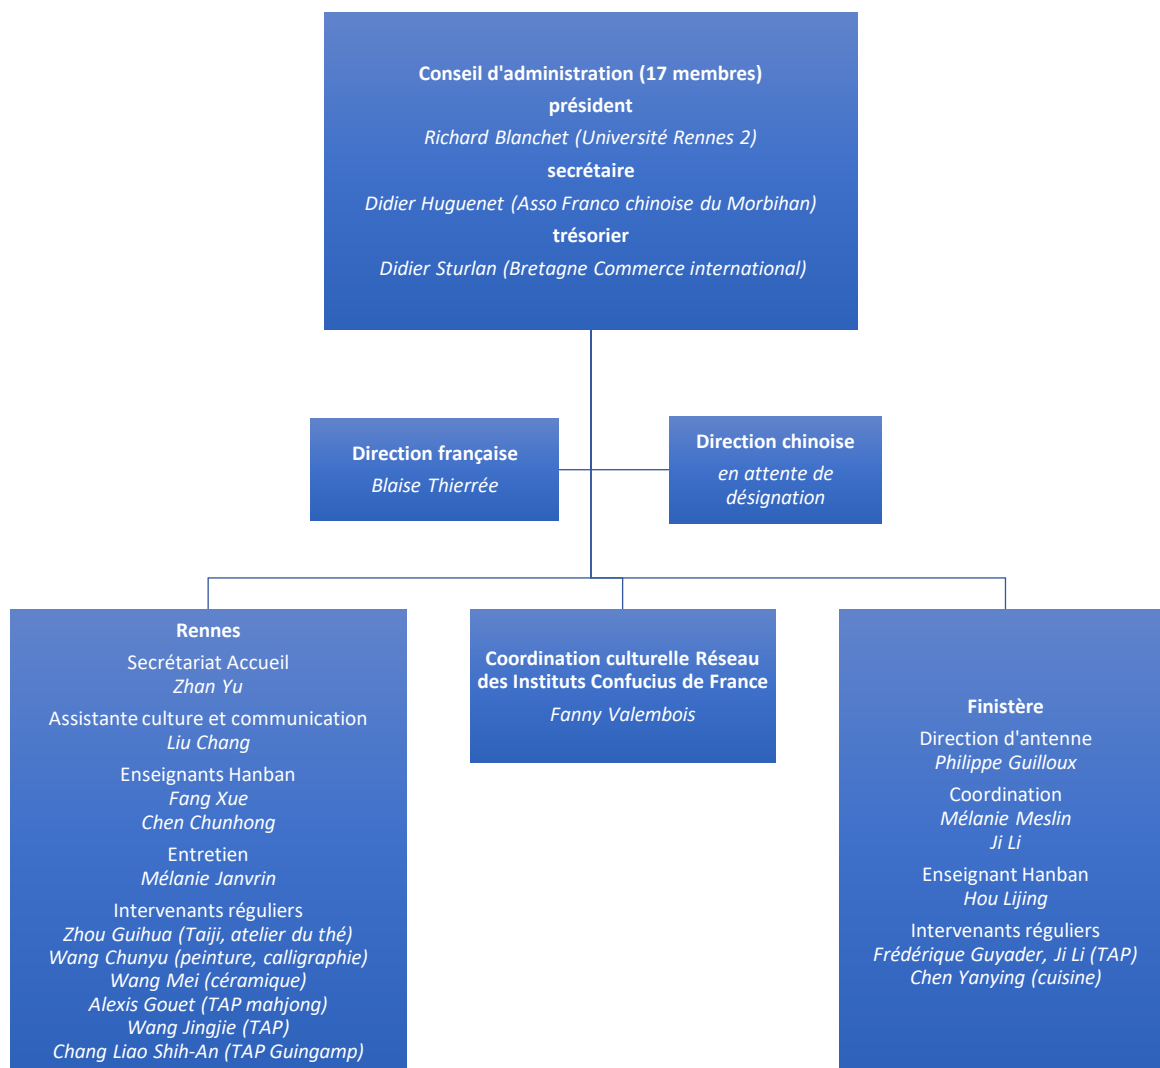 Conseil d'administration (17 membres)
président
Richard Blanchet (Université Rennes 2)
secrétaire
Didier Huguenet (Asso Franco chinoise du Morbihan)
trésorier
Didier Sturlan (Bretagne Commerce international)
Direction française
Blaise Thierrée
Direction chinoise
en attente de
désignation
Rennes
Secrétariat Accueil
Zhan Yu
Assistante culture et communication
Liu Chang
Enseignants Hanban
Fang Xue
Chen Chunhong
Entretien
Mélanie Janvrin
Intervenants réguliers
Zhou Guihua (Taiji, atelier du thé)
Wang Chunyu (peinture, calligraphie)
Wang Mei (céramique)
Alexis Gouet (TAP mahjong)
Wang Jingjie (TAP)
Chang Liao Shih-An (TAP Guingamp)
Coordination culturelle Réseau
des Instituts Confucius de France
Fanny Valembois
Finistère
Direction d'antenne
Philippe Guilloux
Coordination
Mélanie Meslin
Ji Li
Enseignant Hanban
Hou Lijing
Intervenants réguliers
Frédérique Guyader, Ji Li (TAP)
Chen Yanying (cuisine)